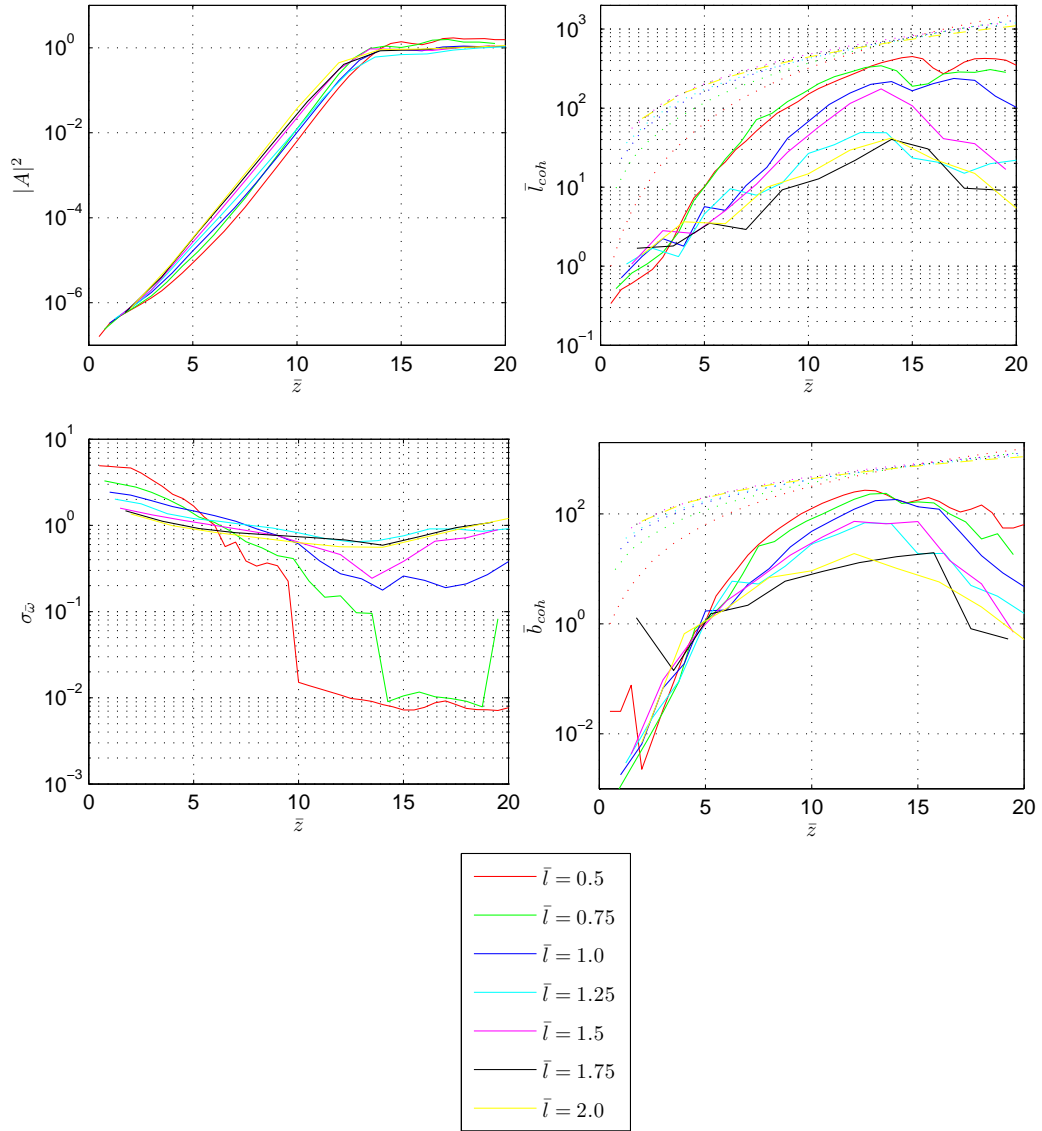 10^0
10^-2
10^-4
10^-6
|A|^2
0 5 10 15 20
z̄
10^3
10^2
10^1
10^0
10^-1
l̄_coh
0 5 10 15 20
z̄
10^1
10^0
10^-1
10^-2
10^-3
σ_ω̄
0 5 10 15 20
z̄
10^2
10^0
10^-2
b̄_coh
0 5 10 15 20
z̄
l̄ = 0.5
l̄ = 0.75
l̄ = 1.0
l̄ = 1.25
l̄ = 1.5
l̄ = 1.75
l̄ = 2.0